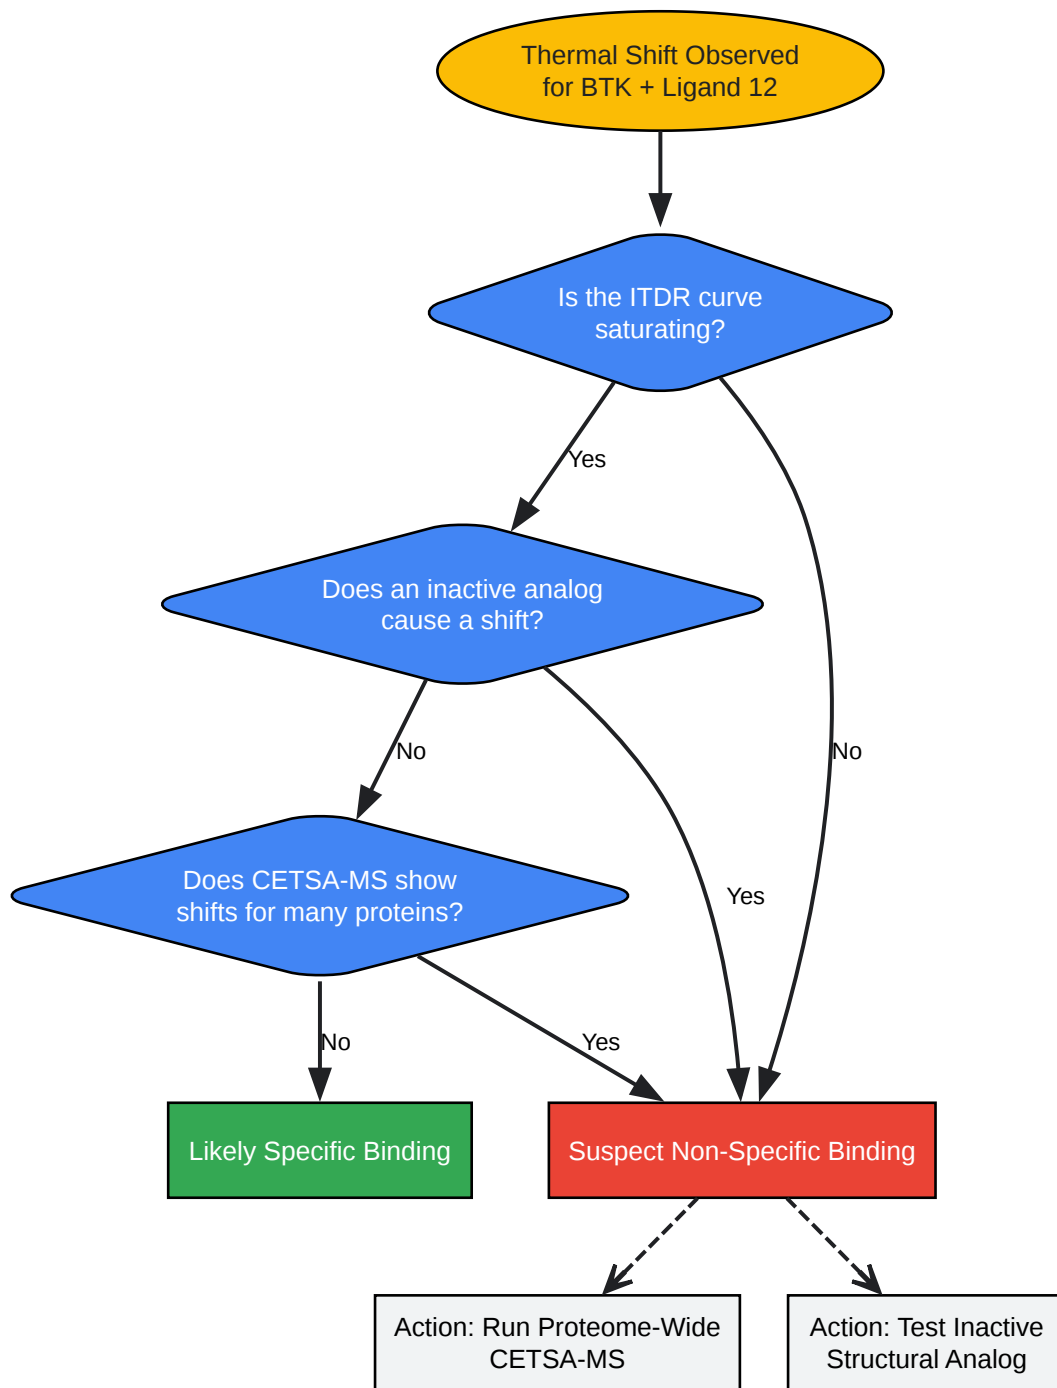 Thermal Shift Observed
for BTK + Ligand 12
Is the ITDR curve
saturating?
Yes
No
Does an inactive analog
cause a shift?
No
Yes
Does CETSA-MS show
shifts for many proteins?
No
Yes
Likely Specific Binding
Suspect Non-Specific Binding
Action: Run Proteome-Wide
CETSA-MS
Action: Test Inactive
Structural Analog